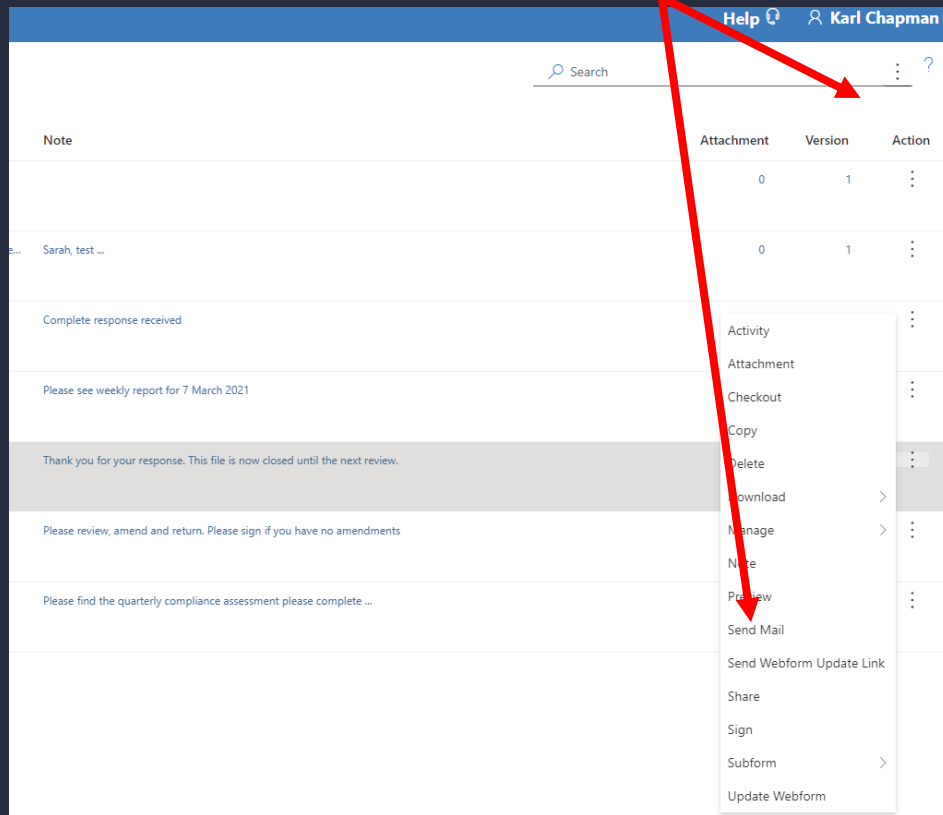 Help Karl Chapman
Search ?
Note Attachment Version Action
0 1
e... Sarah, test ... 0 1
Complete response received
Please see weekly report for 7 March 2021
Thank you for your response. This file is now closed until the next review.
Please review, amend and return. Please sign if you have no amendments
Please find the quarterly compliance assessment please complete ...
Activity
Attachment
Checkout
Copy
Delete
Download
Manage
Note
Preview
Send Mail
Send Webform Update Link
Share
Sign
Subform
Update Webform